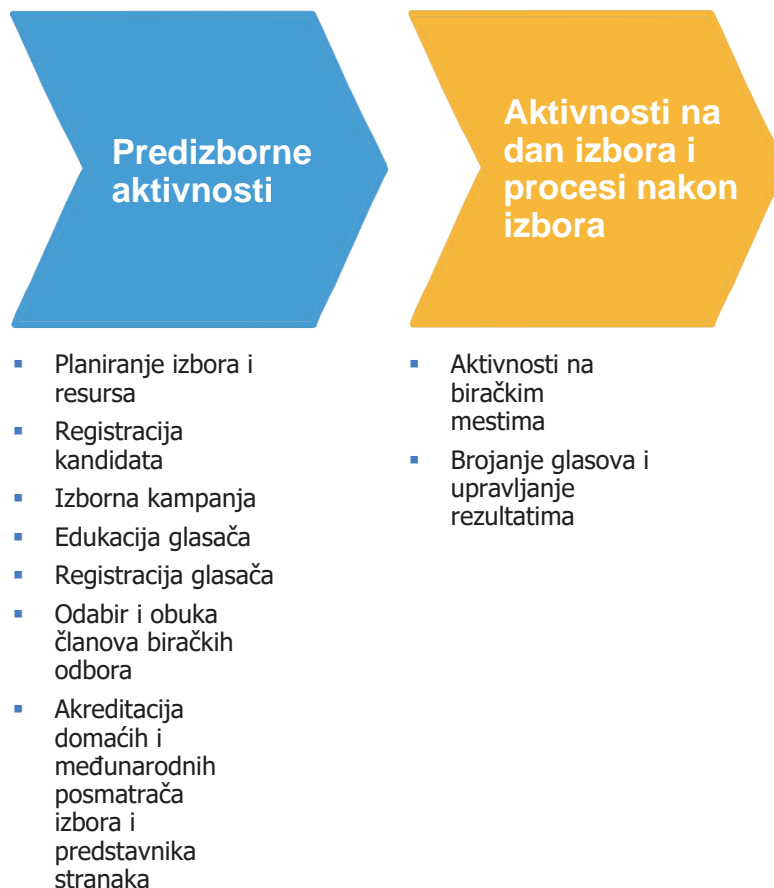 Predizborne
aktivnosti
▪ Planiranje izbora i
resursa
▪ Registracija
kandidata
▪ Izborna kampanja
▪ Edukacija glasača
▪ Registracija glasača
▪ Odabir i obuka
članova biračkih
odbora
▪ Akreditacija
domaćih i
međunarodnih
posmatrača
izbora i
predstavnika
stranaka
Aktivnosti na
dan izbora i
procesi nakon
izbora
▪ Aktivnosti na
biračkim
mestima
▪ Brojanje glasova i
upravljanje
rezultatima